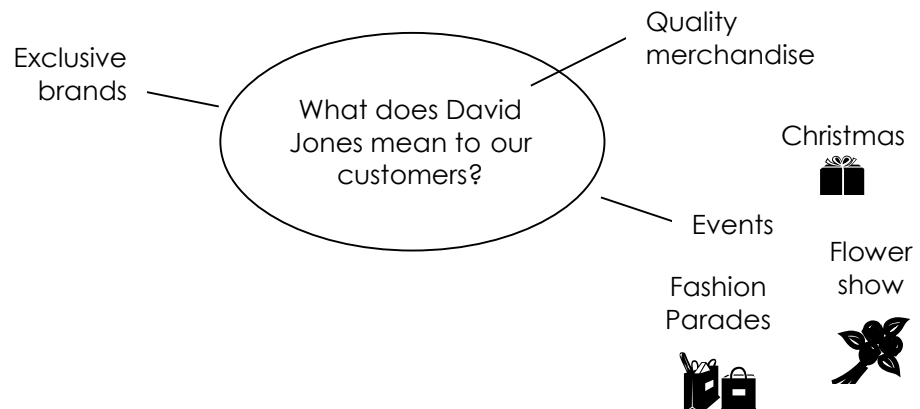 Quality
merchandise
Exclusive
brands
What does David
Jones mean to our
customers?
Christmas
Events
Flower
show
Fashion
Parades